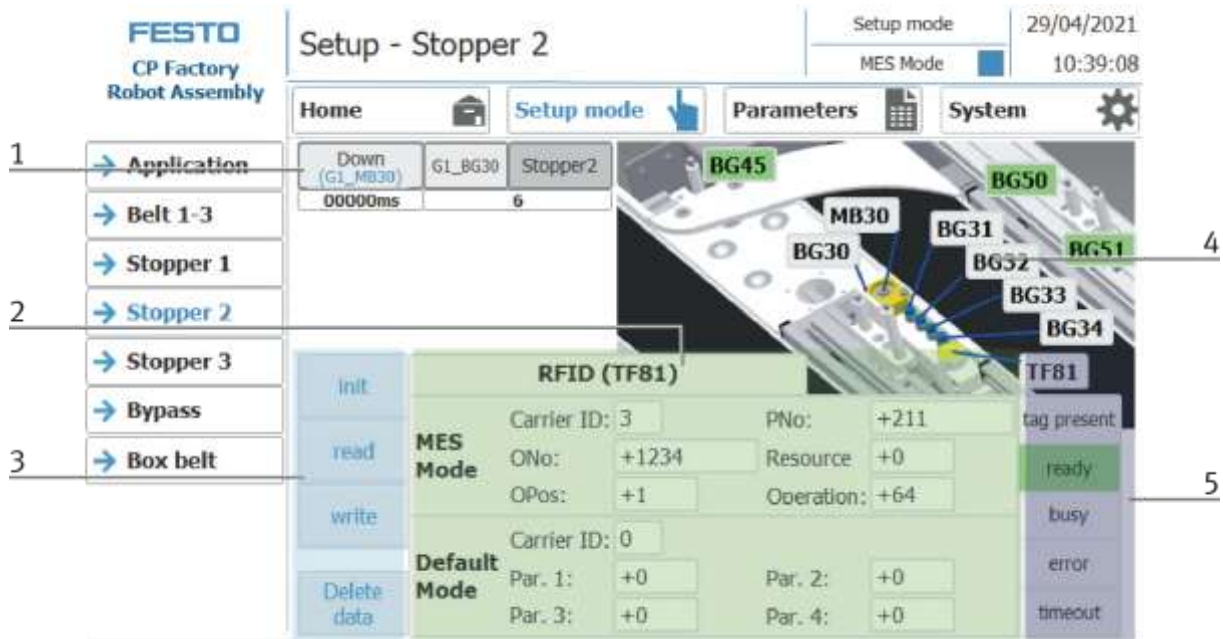 FESTO
CP Factory
Robot Assembly
Setup - Stopper 2
Setup mode
MES Mode
29/04/2021
10:39:08
Home
Setup mode
Parameters
System
1
Application
Belt 1-3
Stopper 1
2
Stopper 2
Stopper 3
Bypass
3
Box belt
Down
(G1_MB30)
G1_BG30
Stopper2
00000ms
6
BG45
BG50
MB30
BG31
BG30
BG32
BG51
4
BG33
BG34
TF81
init
read
write
Delete
data
RFID (TF81)
MES
Mode
Carrier ID: 3
PNo: +211
ONo: +1234
Resource +0
OPos: +1
Operation: +64
Default
Mode
Carrier ID: 0
Par. 1: +0
Par. 2: +0
Par. 3: +0
Par. 4: +0
tag present
ready
5
busy
error
timeout